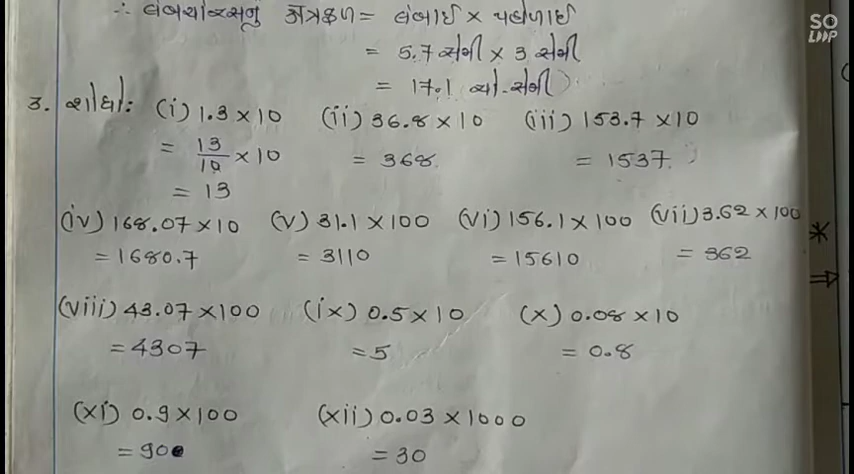 ∴ લંબચોરસનું ક્ષેત્રફળ = લંબાઈ × પહોળાઈ
= 5.7 સેમી × 3 સેમી
= 17.1 ચો.સેમી
3. શોધો: (i) 1.3 × 10 (ii) 36.8 × 10 (iii) 153.7 × 10
= 13/10 × 10 = 368 = 1537
= 13
(iv) 168.07 × 10 (v) 31.1 × 100 (vi) 156.1 × 100 (vii) 3.62 × 100
= 1680.7 = 3110 = 15610 = 362
(viii) 43.07 × 100 (ix) 0.5 × 10 (x) 0.08 × 10
= 4307 = 5 = 0.8
(xi) 0.9 × 100 (xii) 0.03 × 1000
= 90 = 30
SO LOOP